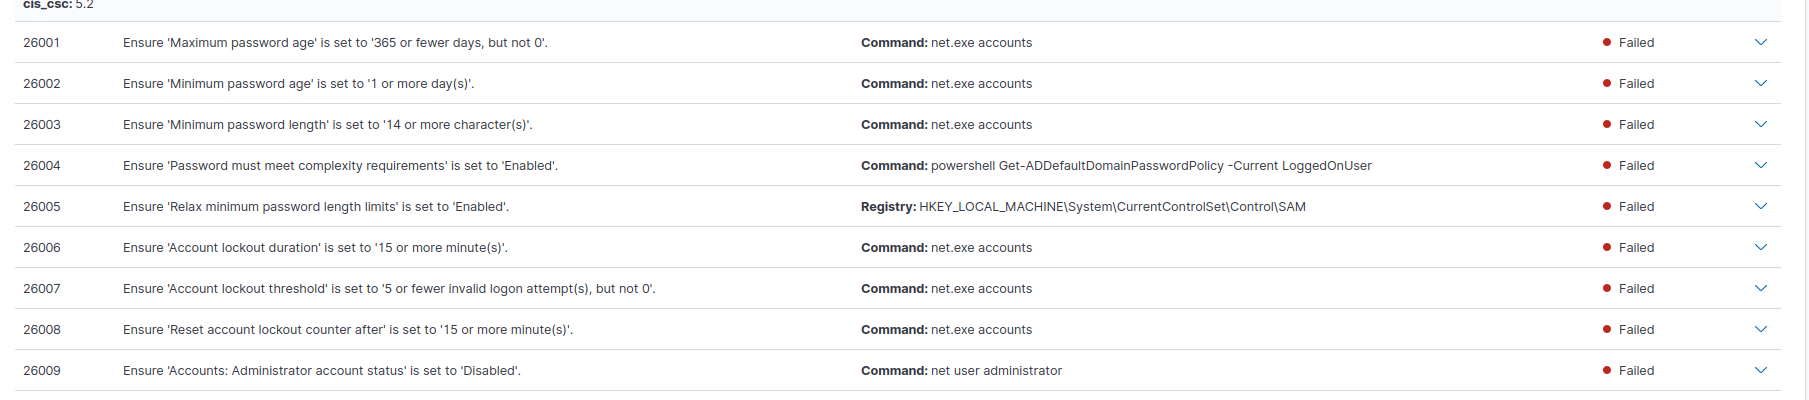 cis_csc: 5.2
26001 Ensure 'Maximum password age' is set to '365 or fewer days, but not 0'. Command: net.exe accounts Failed
26002 Ensure 'Minimum password age' is set to '1 or more day(s)'. Command: net.exe accounts Failed
26003 Ensure 'Minimum password length' is set to '14 or more character(s)'. Command: net.exe accounts Failed
26004 Ensure 'Password must meet complexity requirements' is set to 'Enabled'. Command: powershell Get-ADDefaultDomainPasswordPolicy -Current LoggedOnUser Failed
26005 Ensure 'Relax minimum password length limits' is set to 'Enabled'. Registry: HKEY_LOCAL_MACHINE\System\CurrentControlSet\Control\SAM Failed
26006 Ensure 'Account lockout duration' is set to '15 or more minute(s)'. Command: net.exe accounts Failed
26007 Ensure 'Account lockout threshold' is set to '5 or fewer invalid logon attempt(s), but not 0'. Command: net.exe accounts Failed
26008 Ensure 'Reset account lockout counter after' is set to '15 or more minute(s)'. Command: net.exe accounts Failed
26009 Ensure 'Accounts: Administrator account status' is set to 'Disabled'. Command: net user administrator Failed